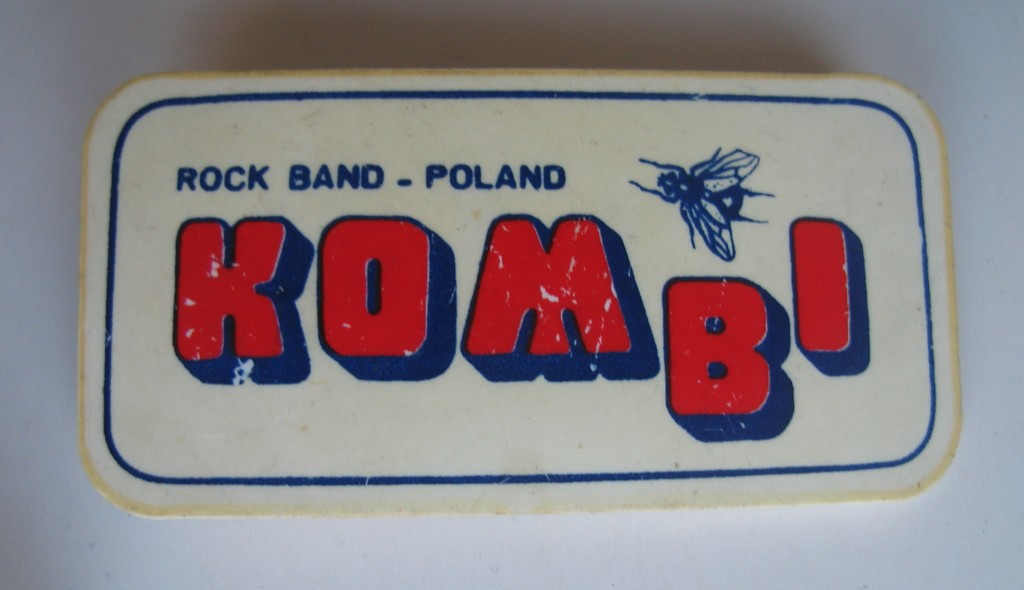 ROCK BAND - POLAND
KOMBI